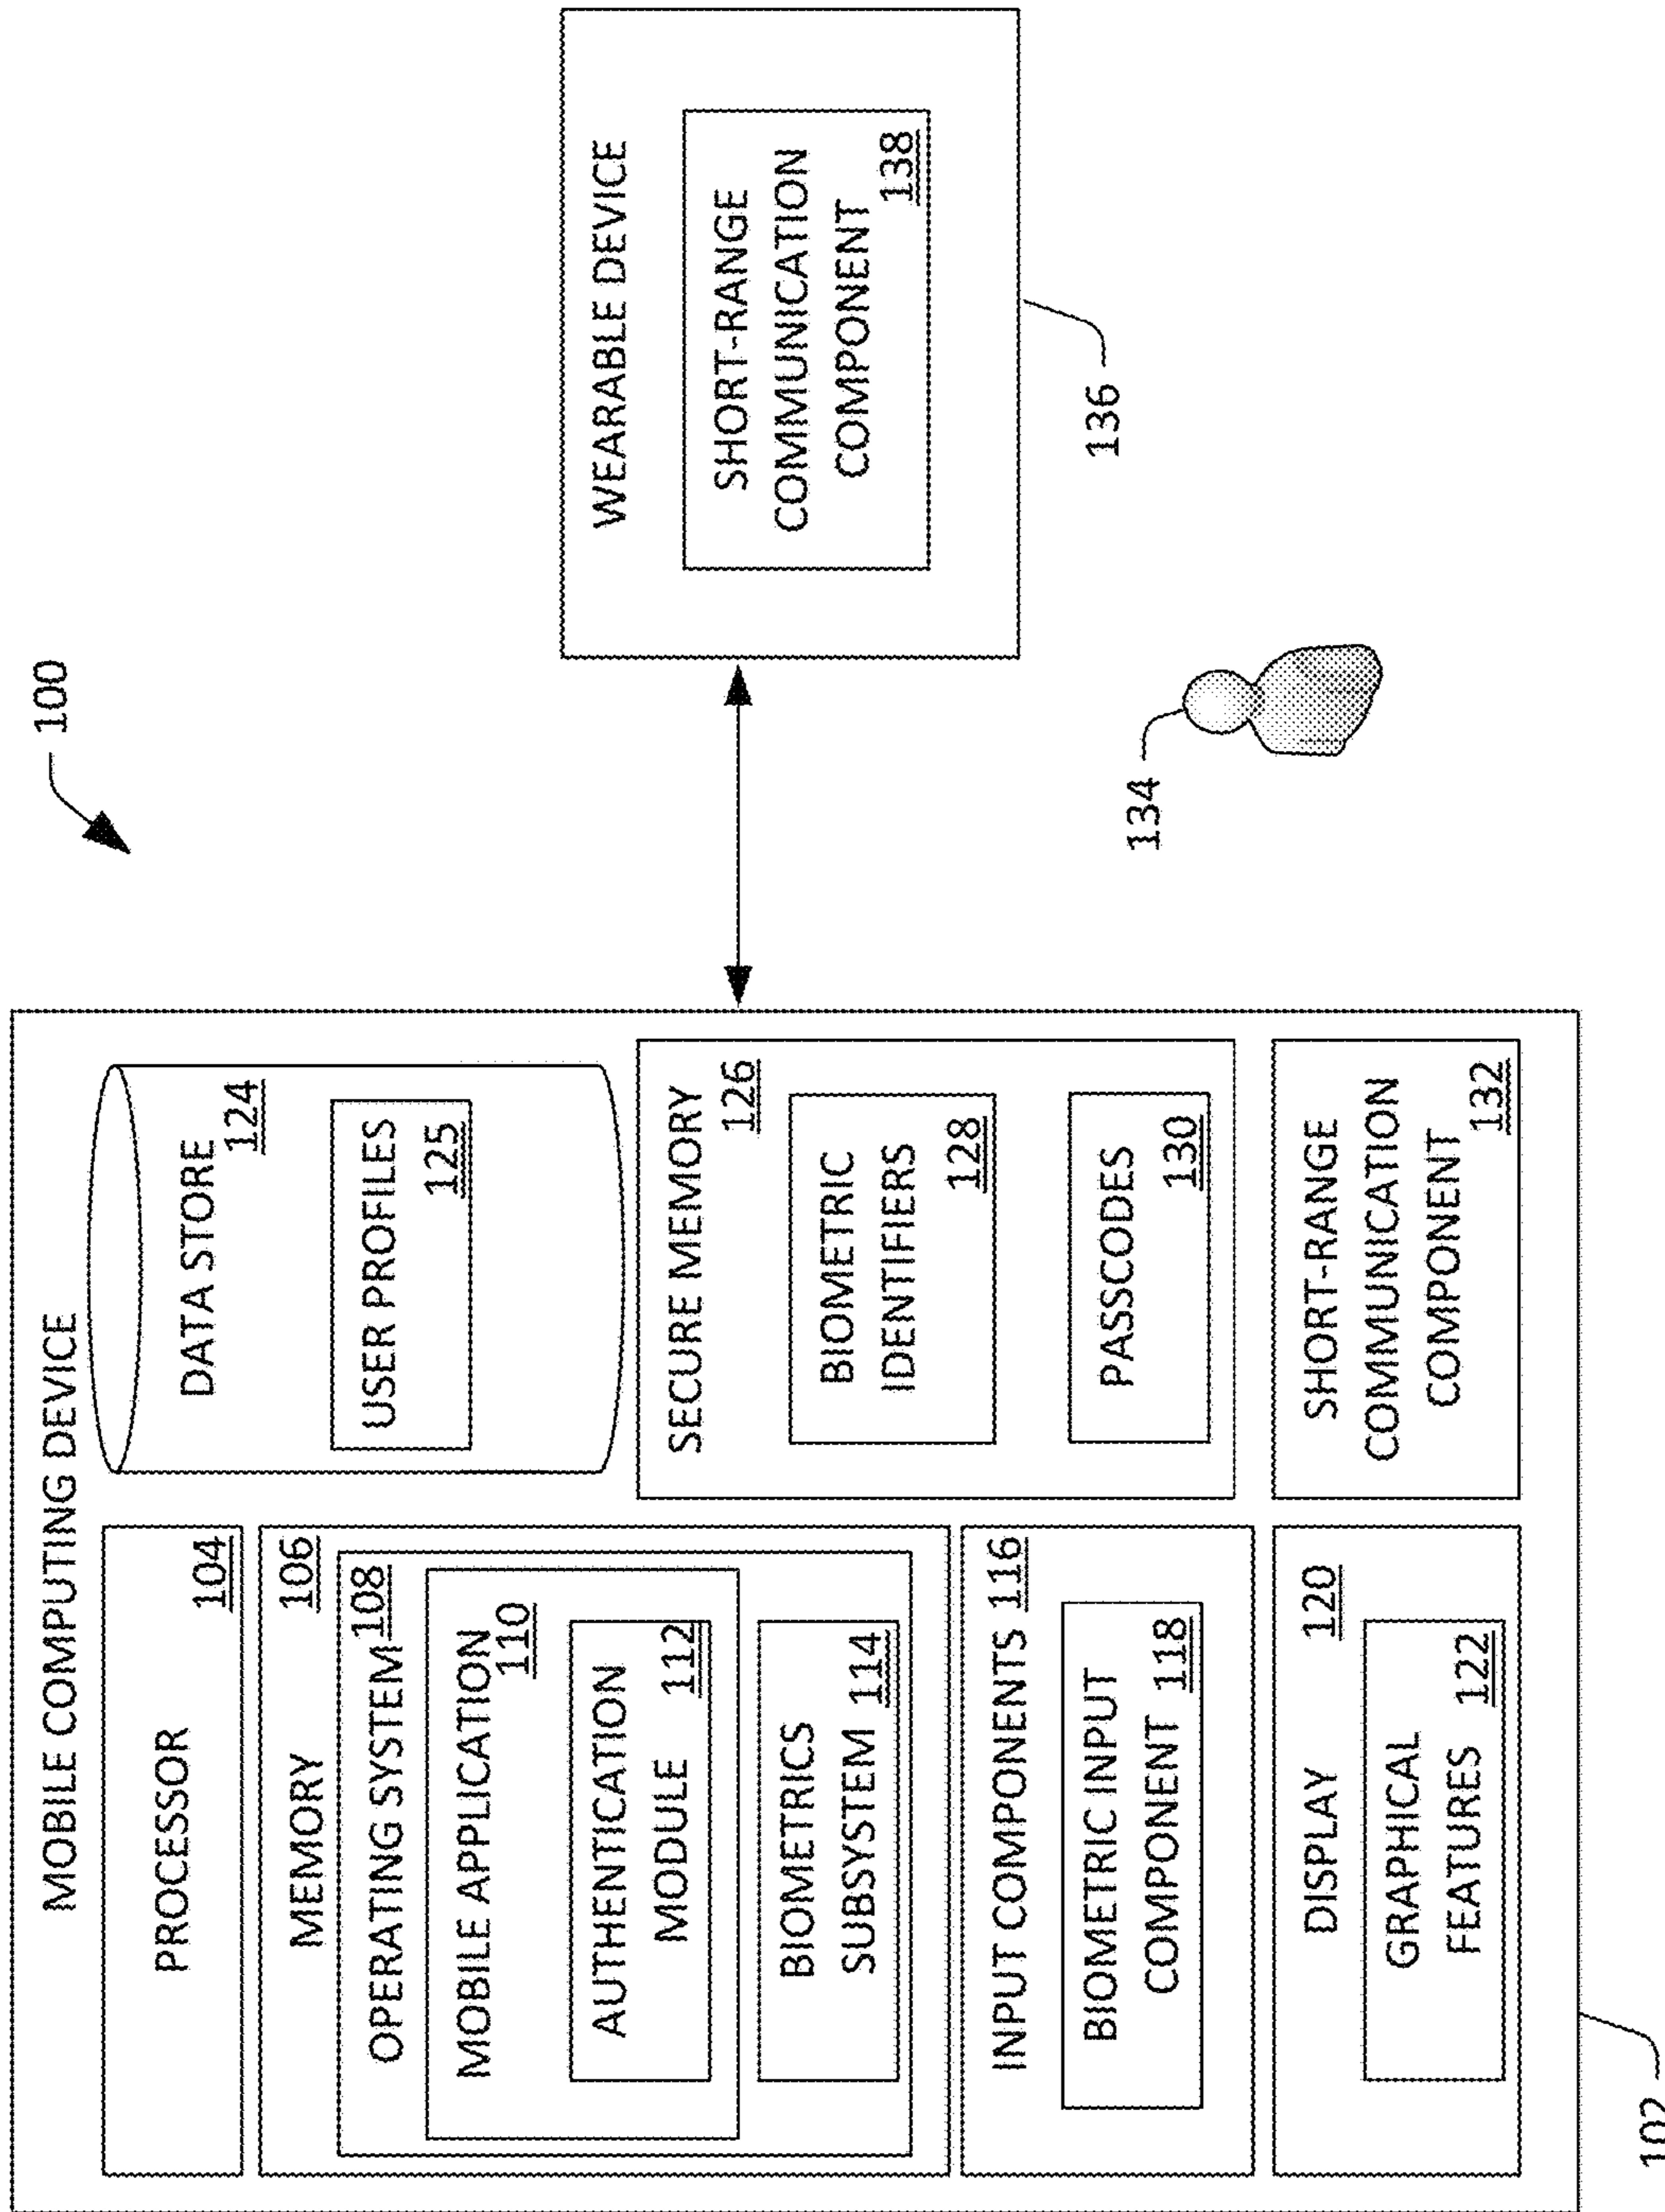 100
MOBILE COMPUTING DEVICE
PROCESSOR
104
MEMORY
106
OPERATING SYSTEM
108
MOBILE APPLICATION
110
AUTHENTICATION
MODULE
112
BIOMETRICS
SUBSYSTEM 114
INPUT COMPONENTS 116
BIOMETRIC INPUT
COMPONENT 118
DISPLAY
120
GRAPHICAL
FEATURES 122
DATA STORE
124
USER PROFILES
125
SECURE MEMORY
126
BIOMETRIC
IDENTIFIERS
128
PASSCODES
130
SHORT-RANGE
COMMUNICATION
COMPONENT
132
102
134
WEARABLE DEVICE
SHORT-RANGE
COMMUNICATION
COMPONENT
138
136